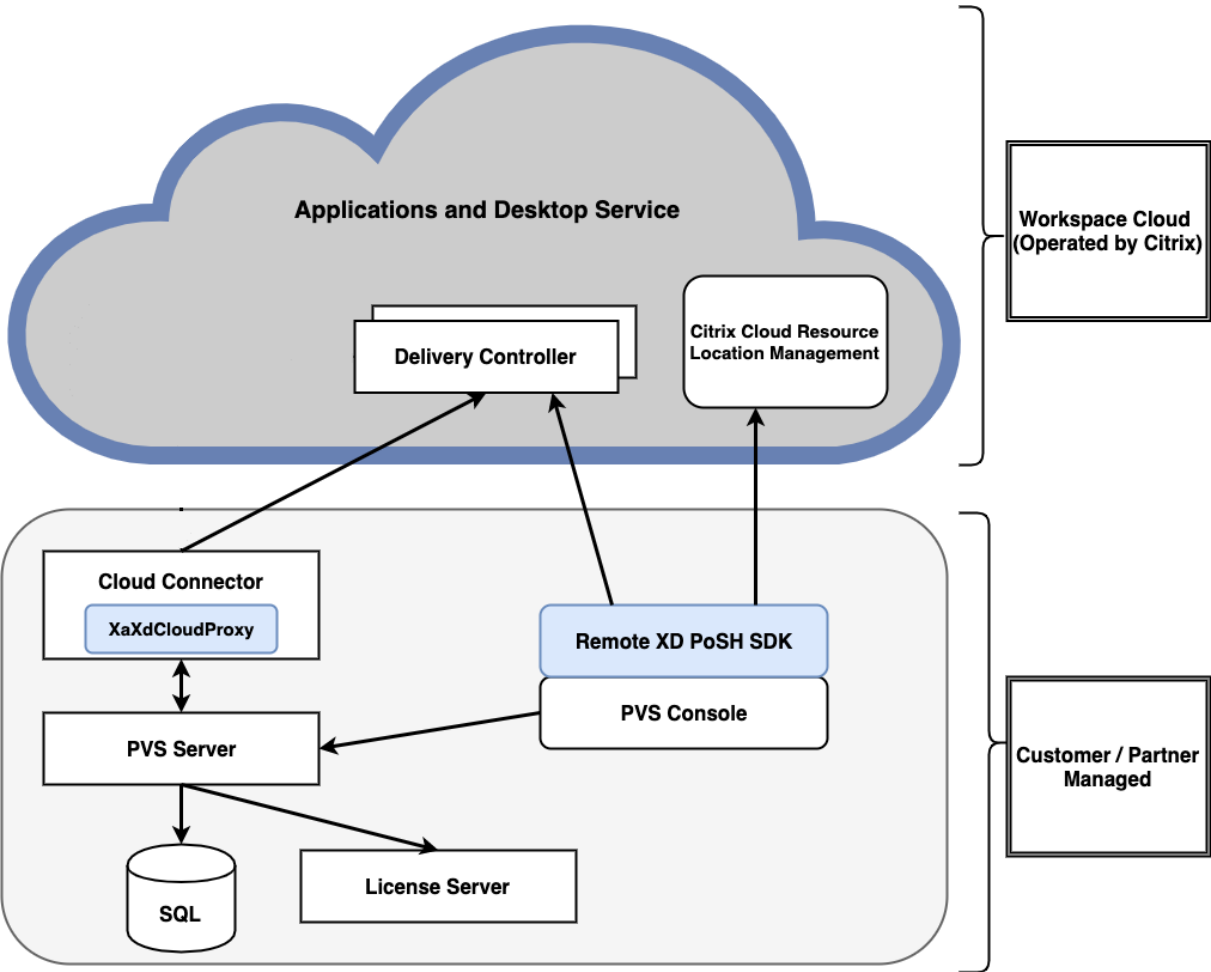 Applications and Desktop Service
Workspace Cloud
(Operated by Citrix)
Delivery Controller
Citrix Cloud Resource
Location Management
Cloud Connector
XaXdCloudProxy
Remote XD PoSH SDK
PVS Console
PVS Server
Customer / Partner
Managed
License Server
SQL